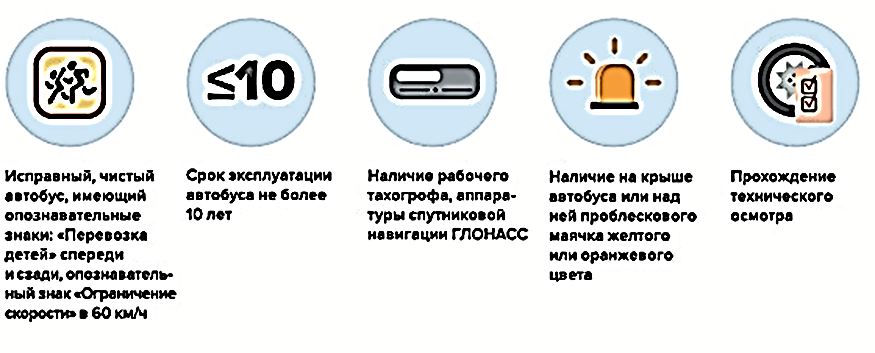 ≤10
Исправный, чистый
автобус, имеющий
опознавательные
знаки: «Перевозка
детей» спереди
и сзади, опознаватель-
ный знак «Ограничение
скорости» в 60 км/ч
Срок эксплуатации
автобуса не более
10 лет
Наличие рабочего
тахогрофа, аппара-
туры спутниковой
навигации ГЛОНАСС
Наличие на крыше
автобуса или над
ней проблескового
маячка желтого
или оранжевого
цвета
Прохождение
технического
осмотра